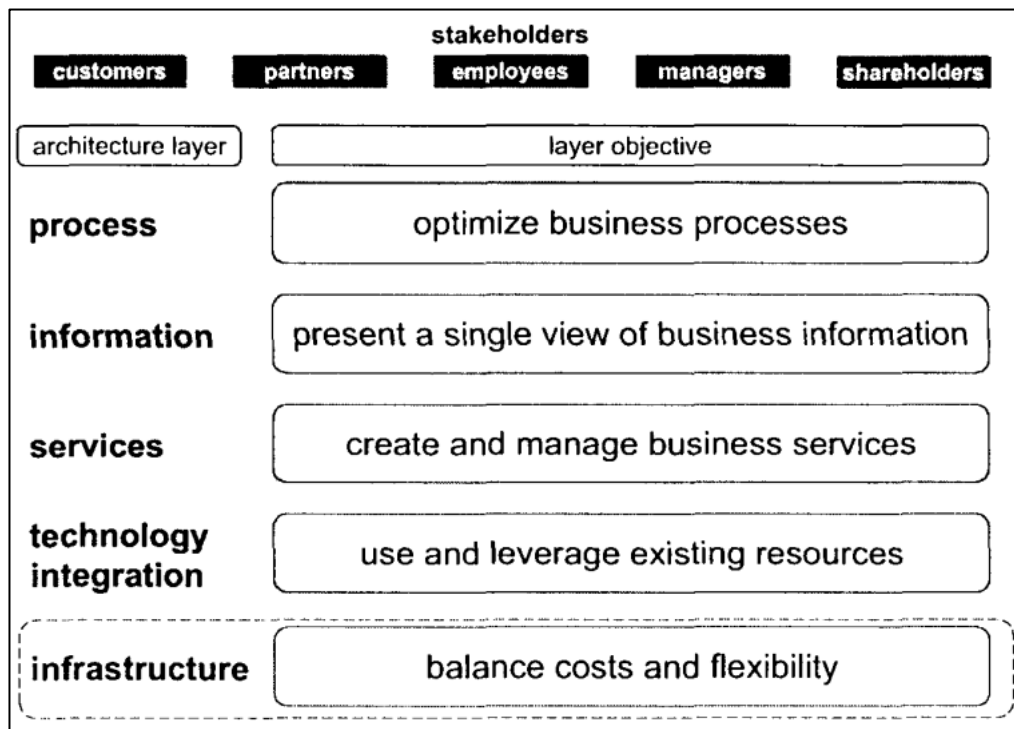 stakeholders
customers partners employees managers shareholders
architecture layer layer objective
process optimize business processes
information present a single view of business information
services create and manage business services
technology
integration use and leverage existing resources
infrastructure balance costs and flexibility